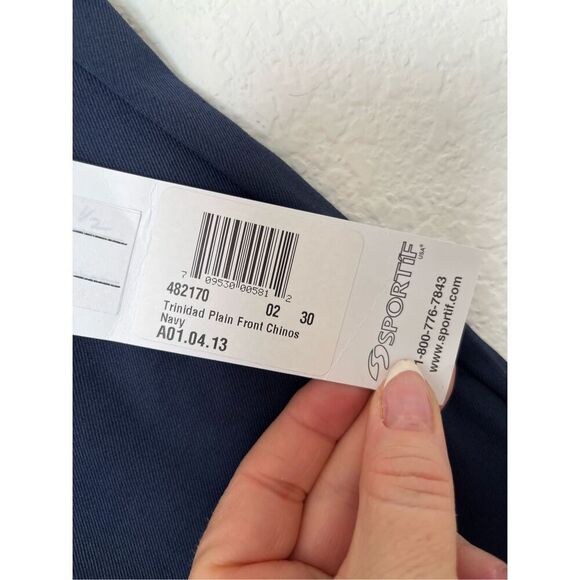 7 09530 00581 2
482170 02 30
Trinidad Plain Front Chinos
Navy
A01.04.13
SPORTIF
USA®
1-800-776-7843
www.sportif.com